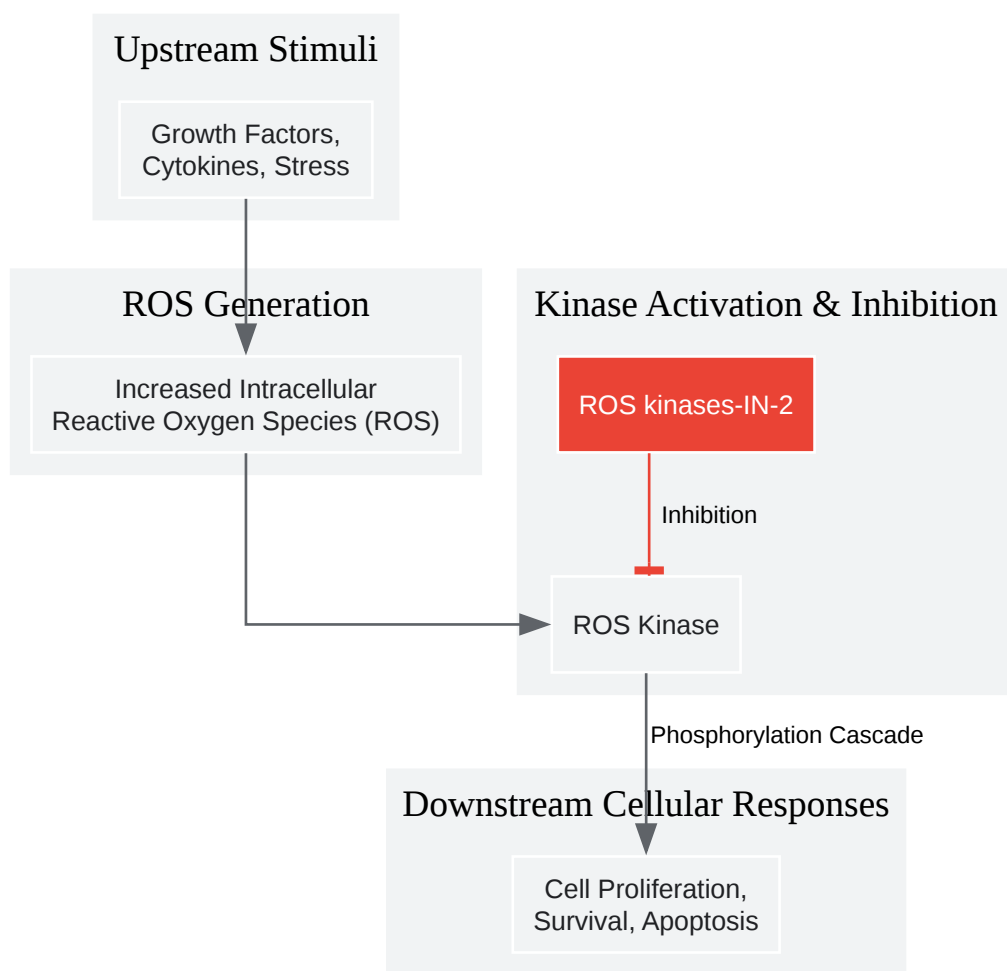 Upstream Stimuli
Growth Factors,
Cytokines, Stress
ROS Generation
Increased Intracellular
Reactive Oxygen Species (ROS)
Kinase Activation & Inhibition
ROS kinases-IN-2
Inhibition
ROS Kinase
Phosphorylation Cascade
Downstream Cellular Responses
Cell Proliferation,
Survival, Apoptosis